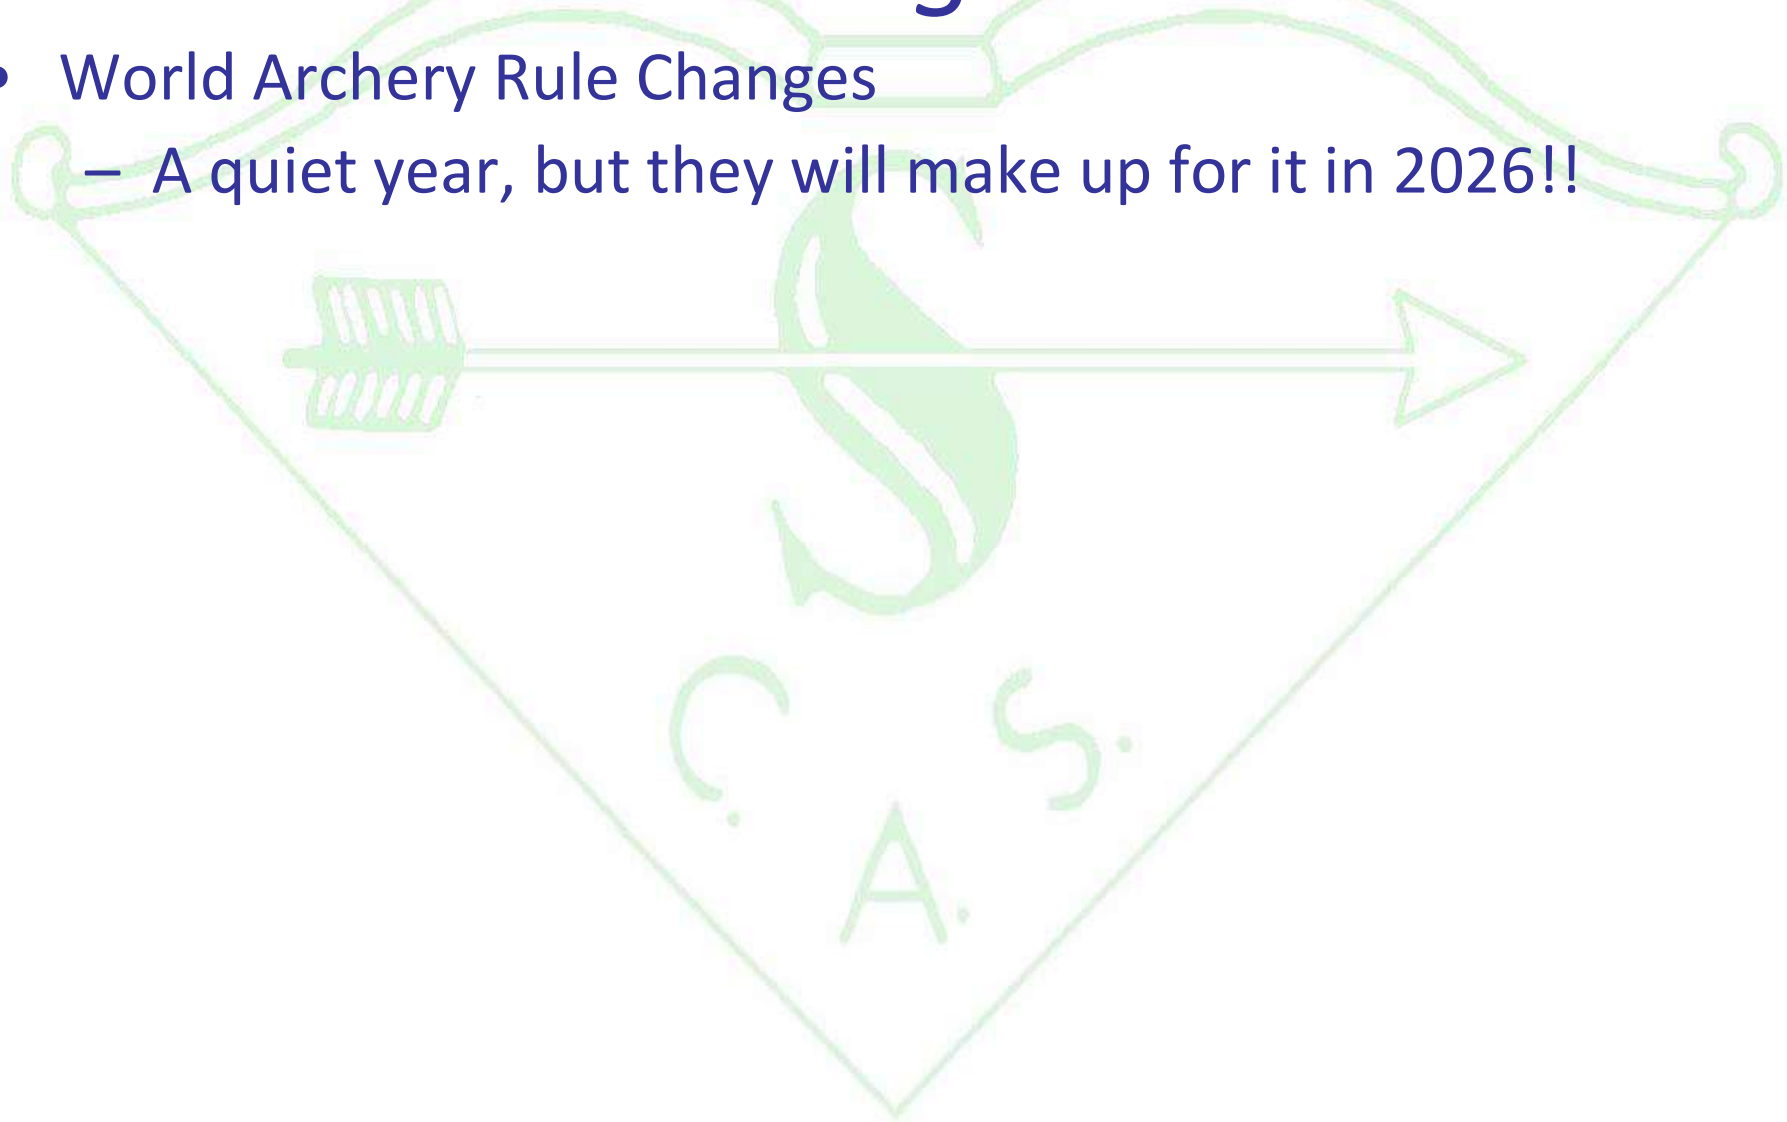 • World Archery Rule Changes
– A quiet year, but they will make up for it in 2026!!
S
C. S.
A.